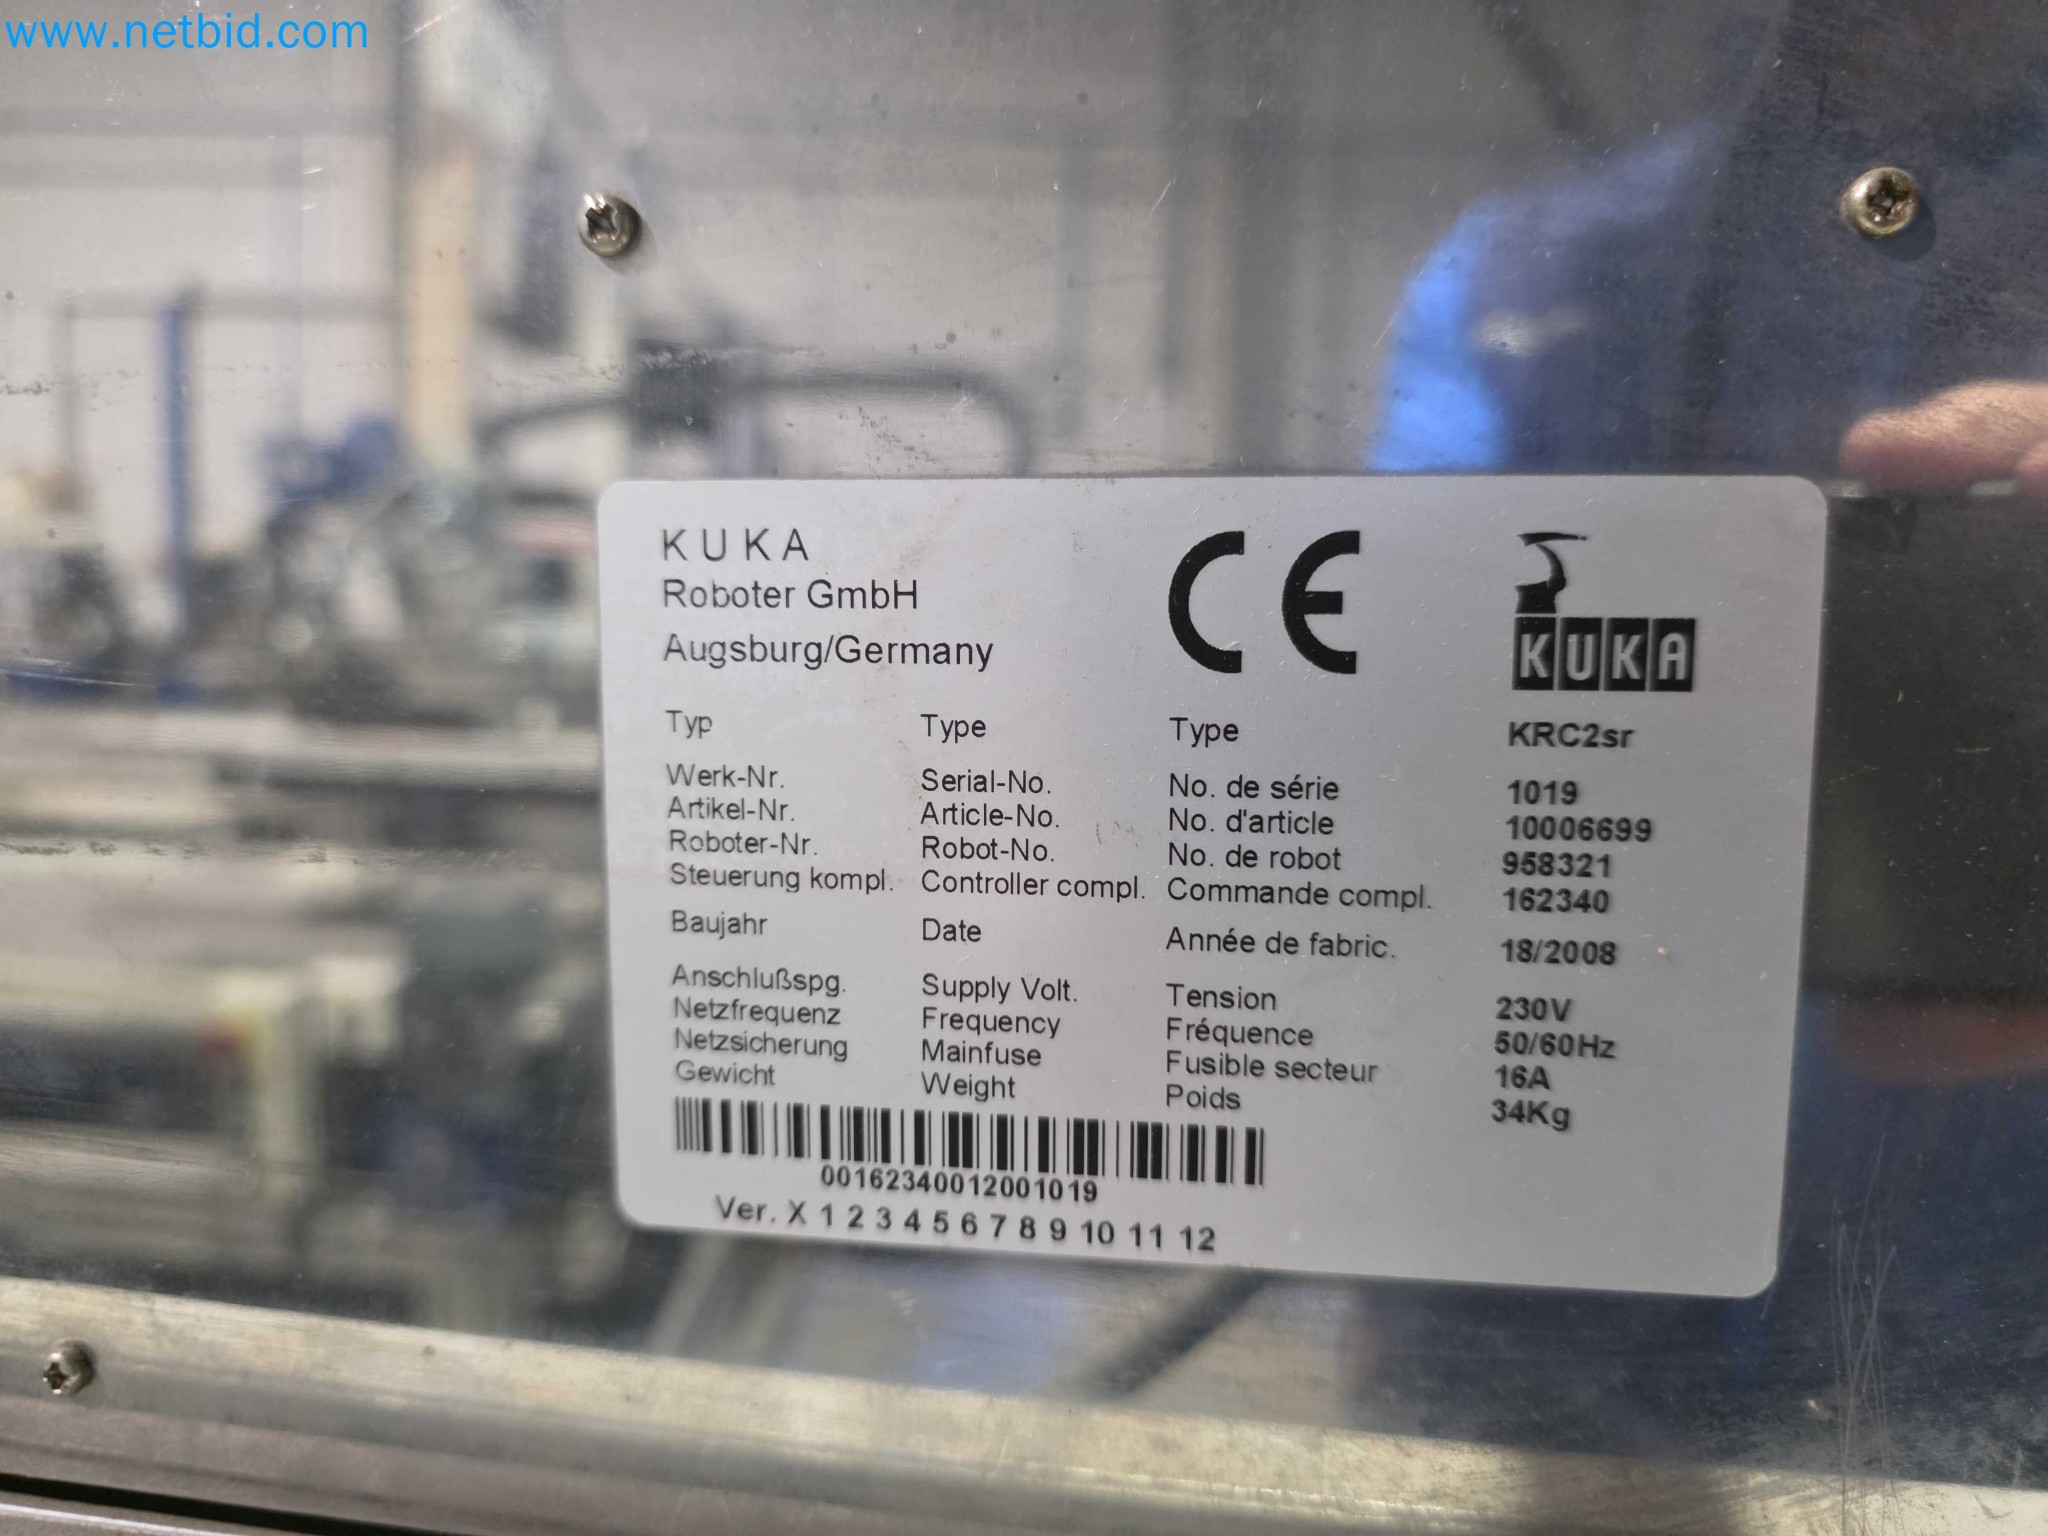 www.netbid.com
KUKA
Roboter GmbH
Augsburg/Germany
CE
KUKA
Typ Type Type KRC2sr
Werk-Nr. Serial-No. No. de série 1019
Artikel-Nr. Article-No. No. d'article 10006699
Roboter-Nr. Robot-No. No. de robot 958321
Steuerung kompl. Controller compl. Commande compl. 162340
Baujahr Date Année de fabric. 18/2008
Anschlußspg. Supply Volt. Tension 230V
Netzfrequenz Frequency Fréquence 50/60Hz
Netzsicherung Mainfuse Fusible secteur 16A
Gewicht Weight Poids 34Kg
00162340012001019
Ver. X 1 2 3 4 5 6 7 8 9 10 11 12